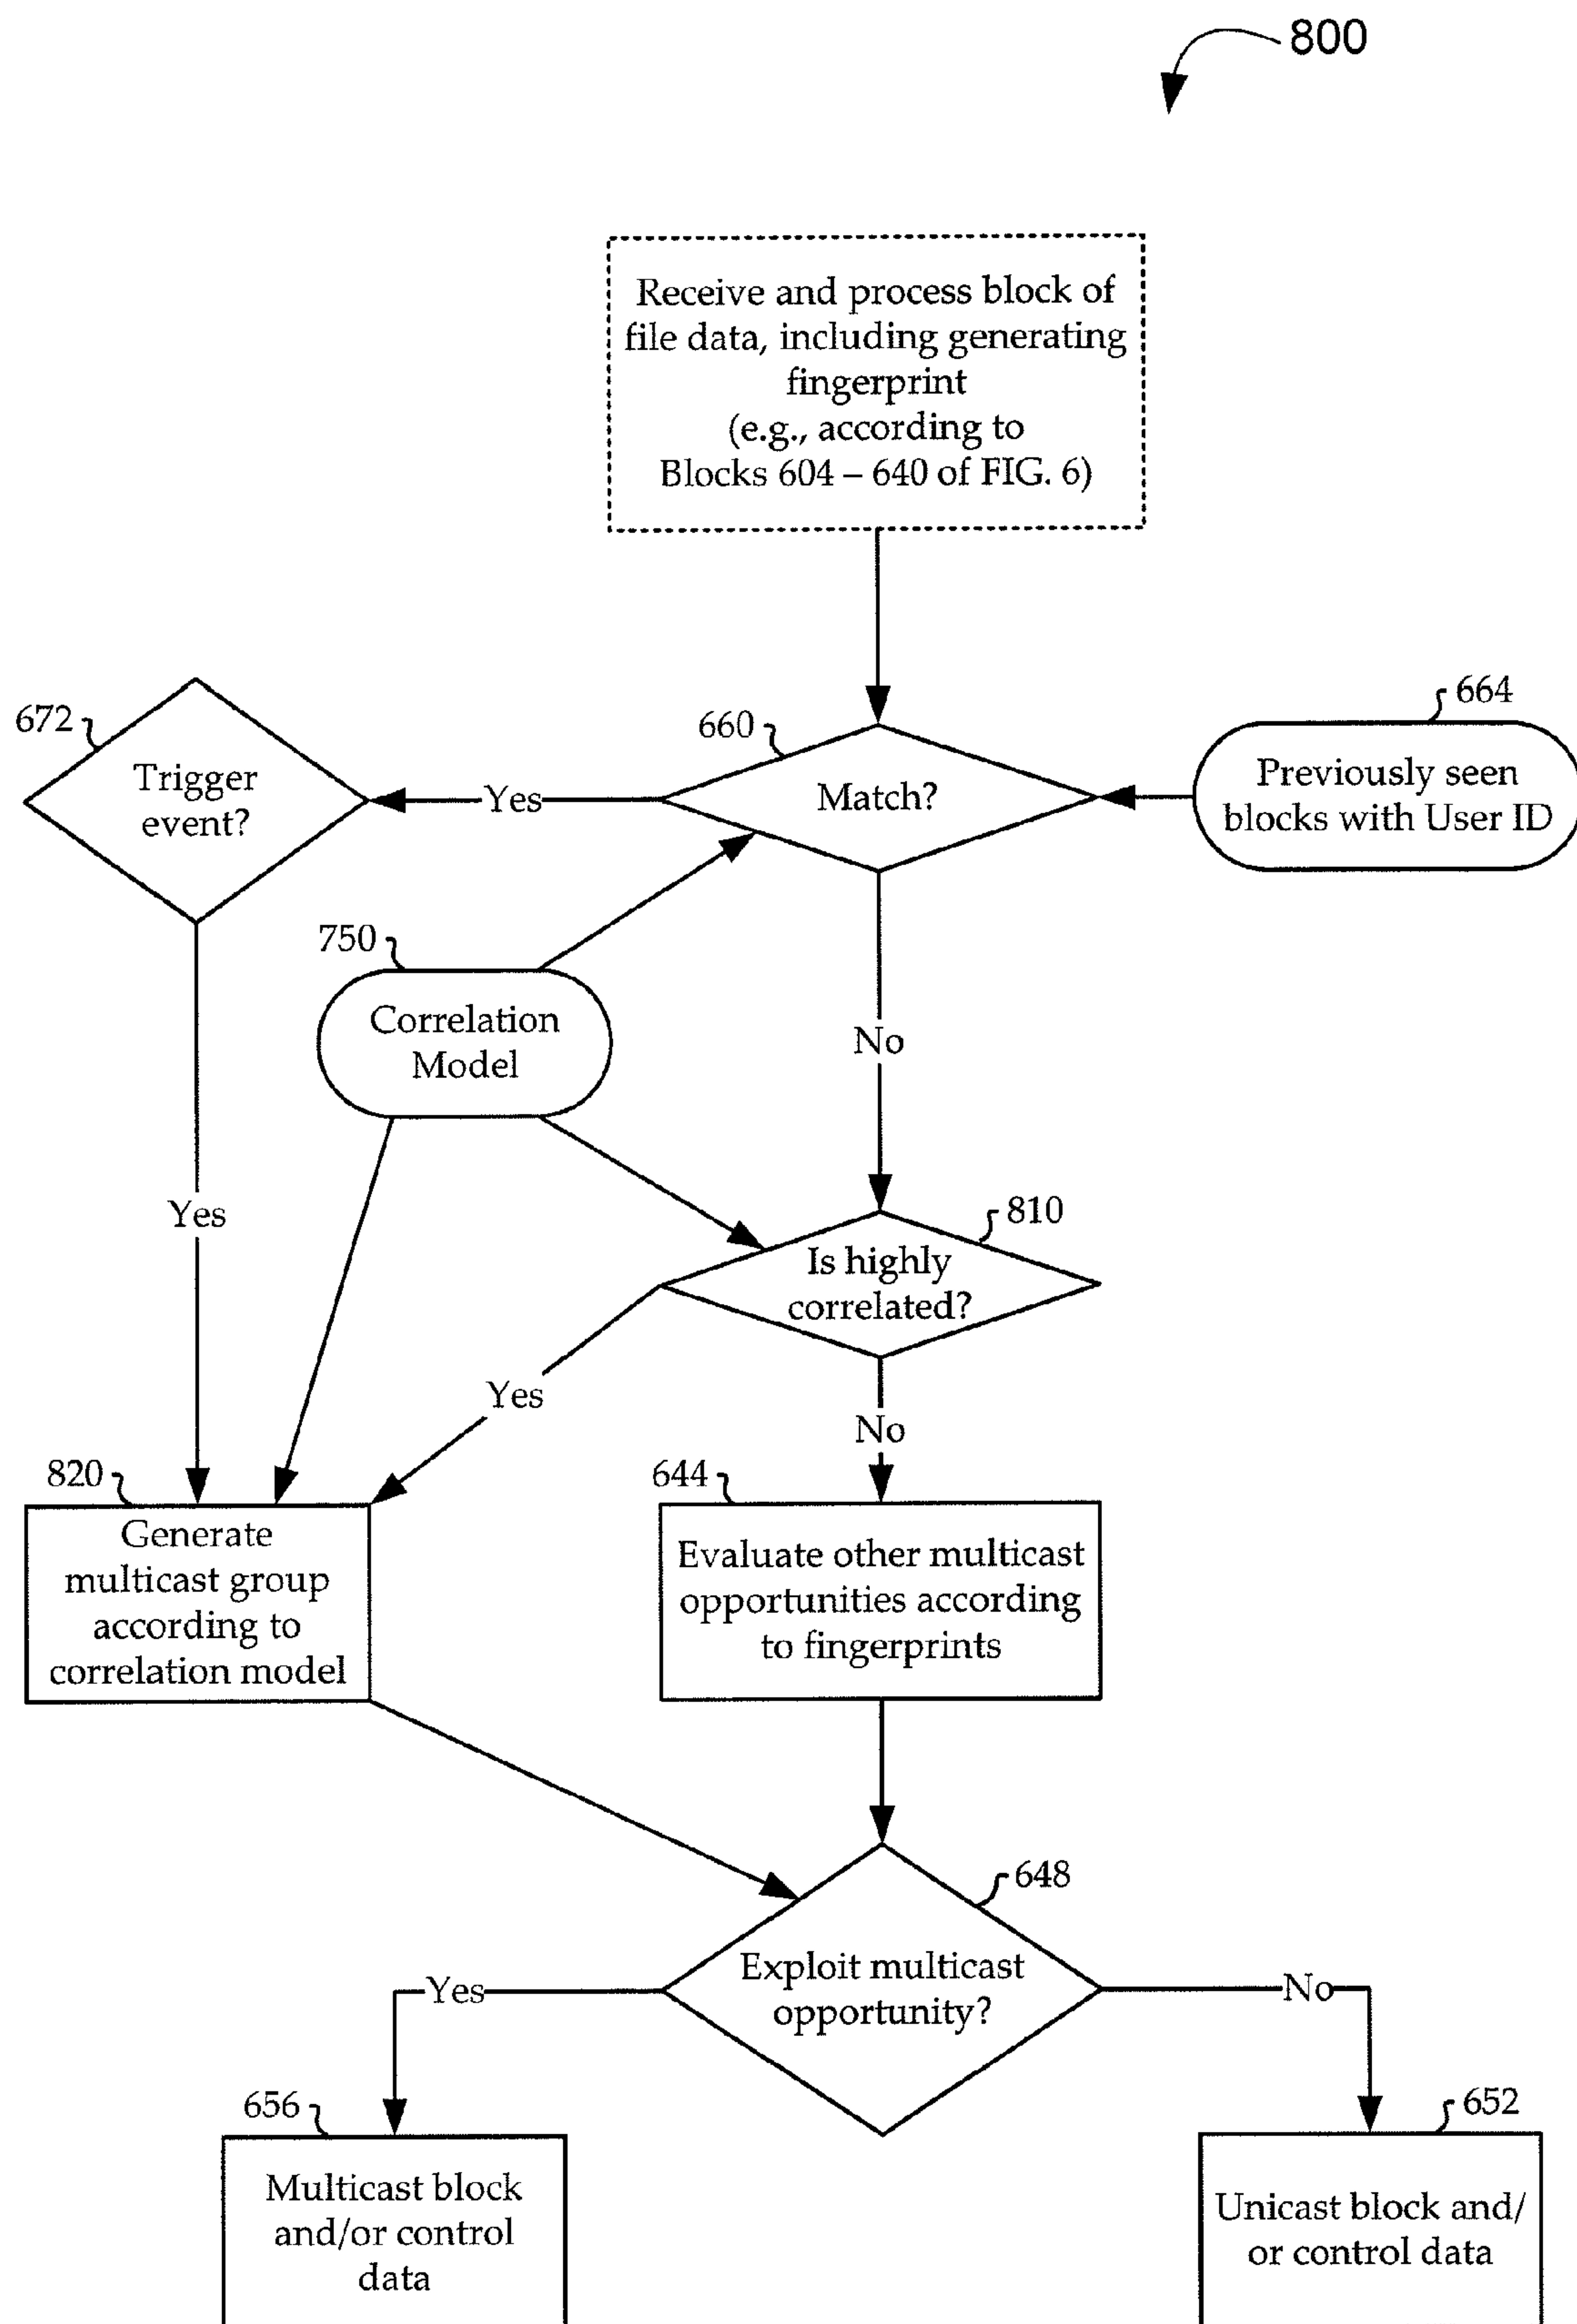 800
Receive and process block of
file data, including generating
fingerprint
(e.g., according to
Blocks 604 – 640 of FIG. 6)
672
Trigger
event?
Yes
660
Match?
664
Previously seen
blocks with User ID
750
Correlation
Model
No
Yes
810
Is highly
correlated?
Yes
No
820
Generate
multicast group
according to
correlation model
644
Evaluate other multicast
opportunities according
to fingerprints
648
Exploit multicast
opportunity?
Yes
No
656
Multicast block
and/or control
data
652
Unicast block and/
or control data